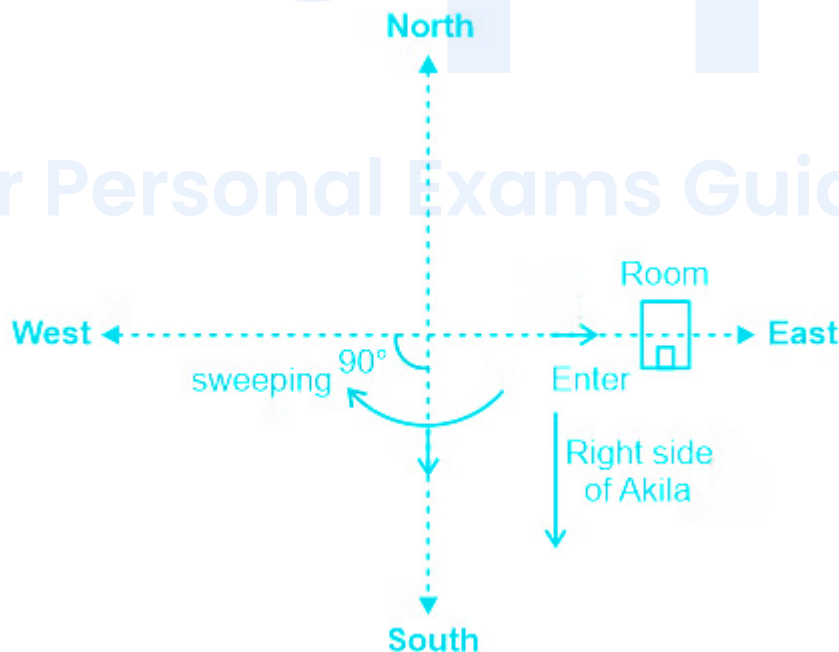 North
r Personal Exams Guid
Room
West
East
90°
sweeping
Enter
Right side
of Akila
South